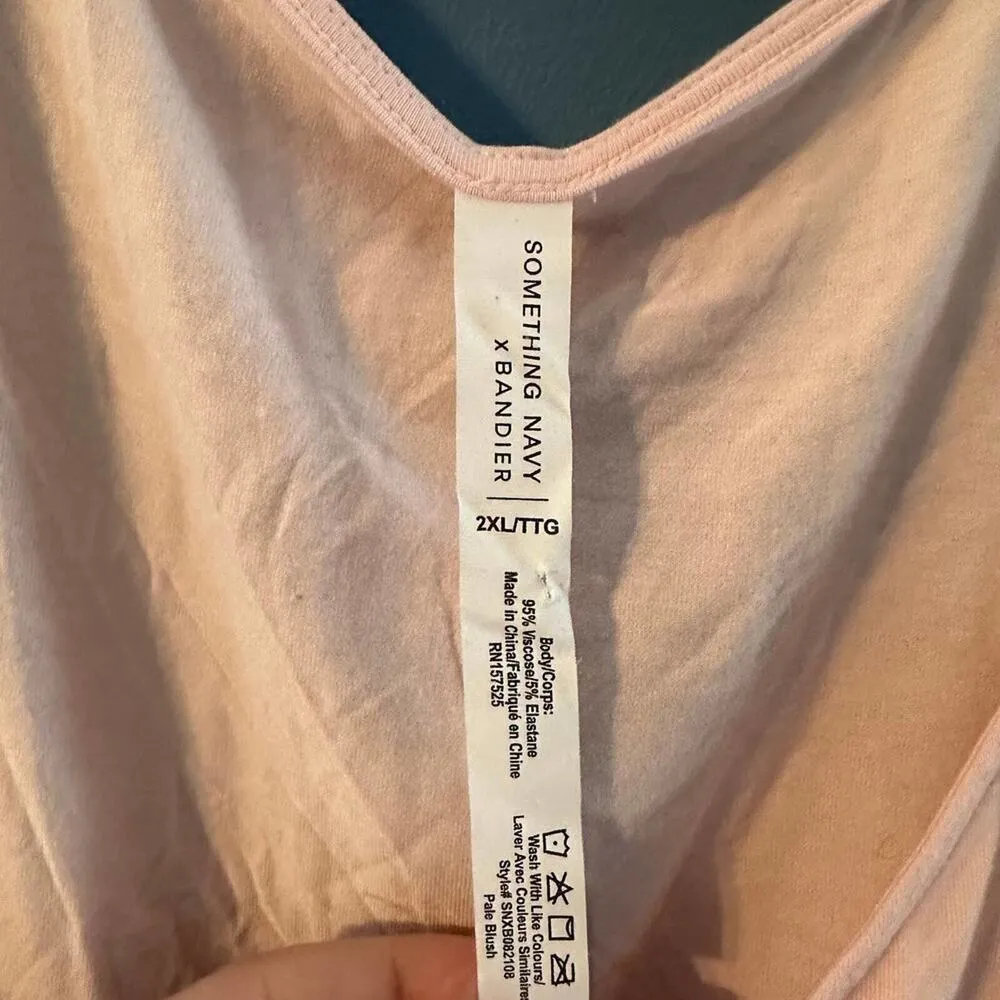 SOMETHING NAVY
x BANDIER
2XL/TTG
Body/Corps:
95% Viscose/5% Elastane
Made in China/Fabriqué en Chine
RN157525
Wash With Like Colours/
Laver Avec Couleurs Similaires
Style# SNXB082108
Pale Blush